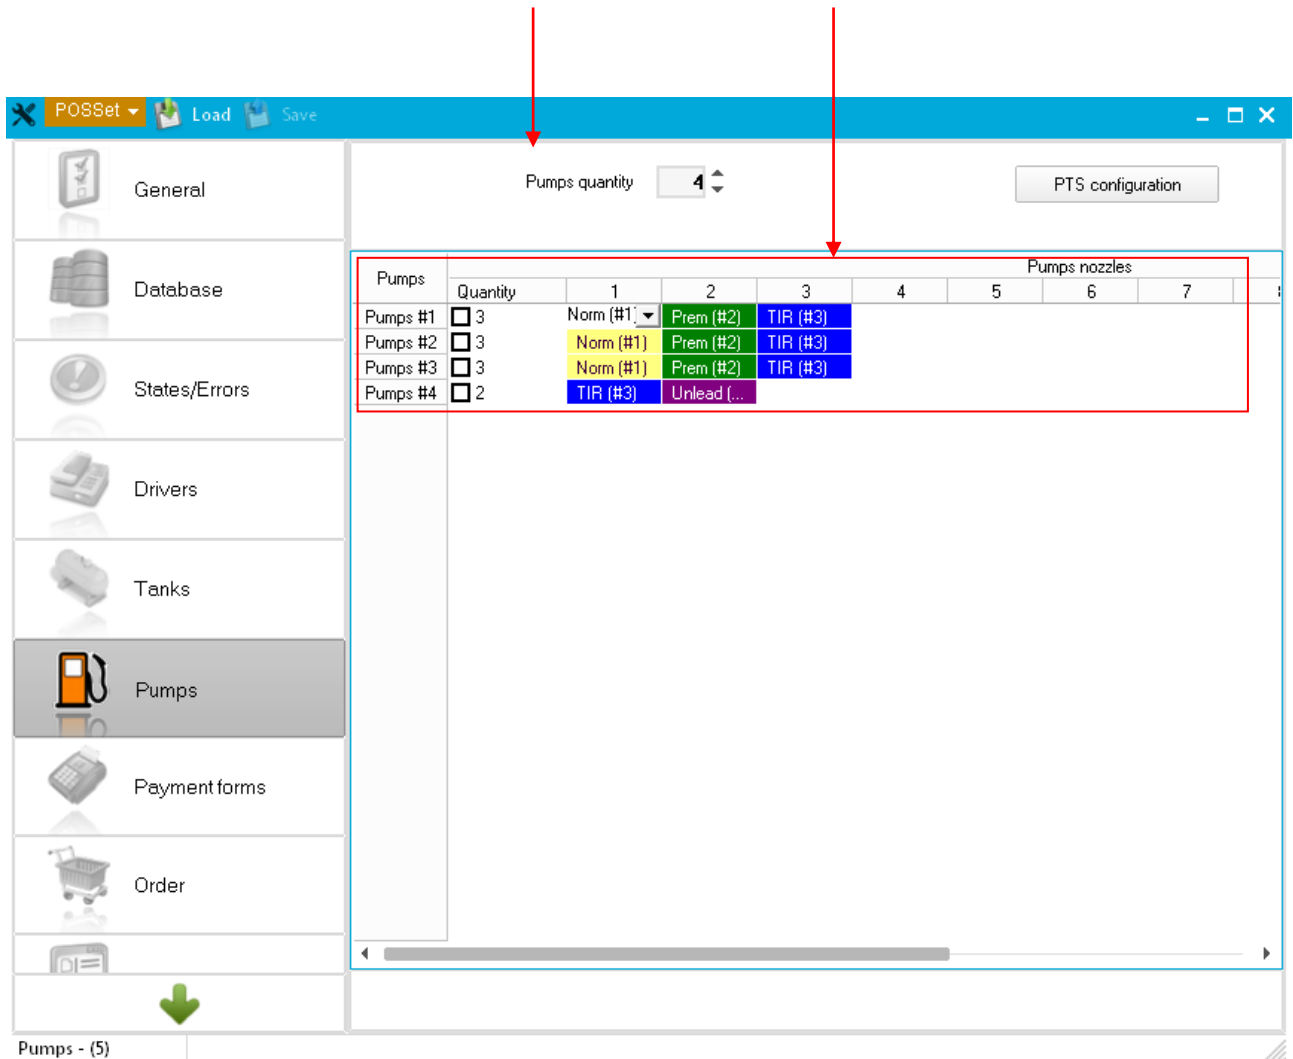 POSSet Load Save
General
Database
States/Errors
Drivers
Tanks
Pumps
Payment forms
Order
Pumps quantity 4 PTS configuration
Pumps Pumps nozzles
Quantity 1 2 3 4 5 6 7
Pumps #1 3 Norm (#1) Prem (#2) TIR (#3)
Pumps #2 3 Norm (#1) Prem (#2) TIR (#3)
Pumps #3 3 Norm (#1) Prem (#2) TIR (#3)
Pumps #4 2 TIR (#3) Unlead (...
Pumps - (5)